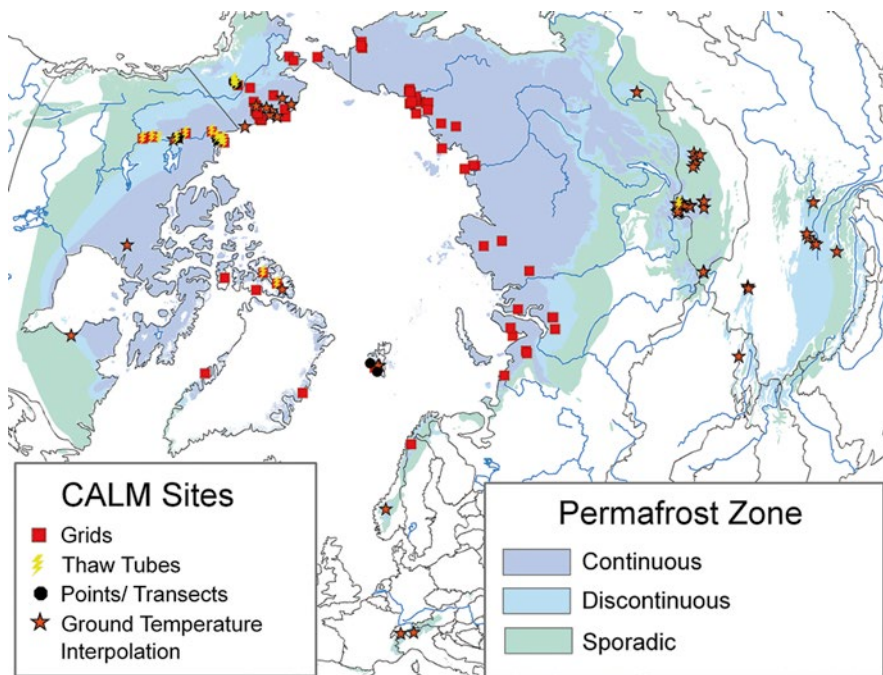 CALM Sites
Grids
Thaw Tubes
Points/ Transects
Ground Temperature
Interpolation
Permafrost Zone
Continuous
Discontinuous
Sporadic